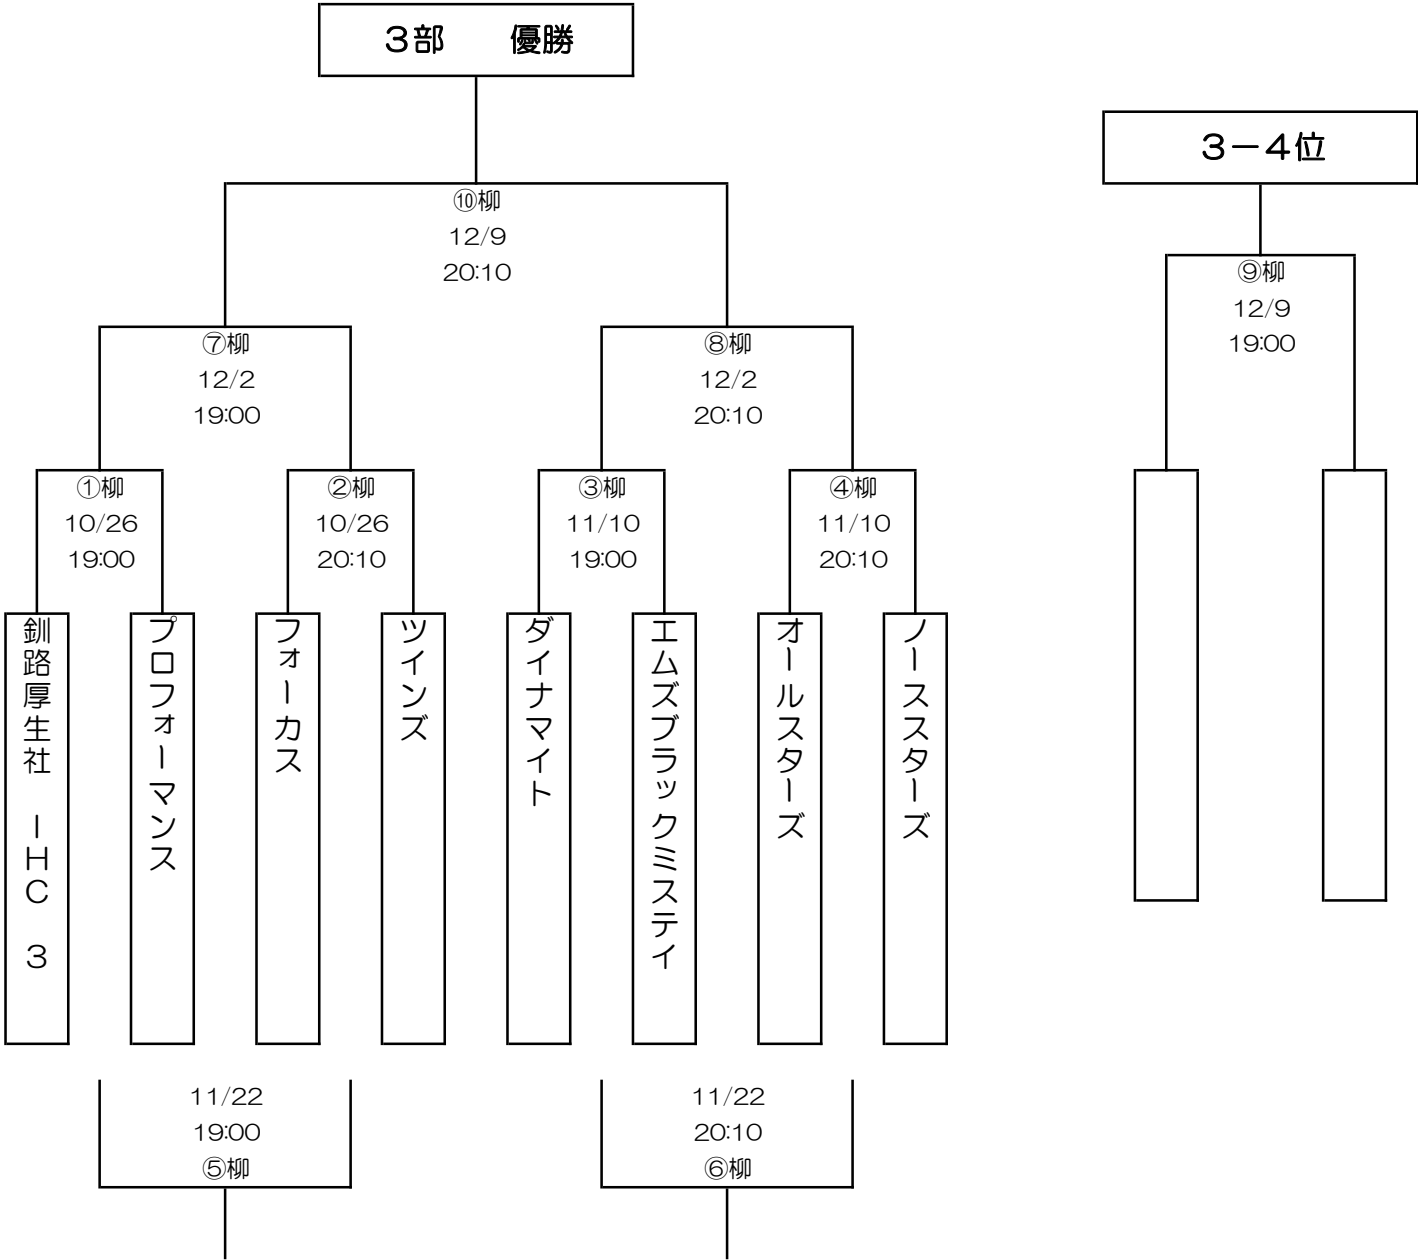 ３部　　優勝
３－４位
⑩柳
12/9
20:10
⑨柳
12/9
19:00
⑦柳
12/2
19:00
⑧柳
12/2
20:10
①柳
10/26
19:00
②柳
10/26
20:10
③柳
11/10
19:00
④柳
11/10
20:10
釧路厚生社　ＩＨＣ　３
プロフォーマンス
フォーカス
ツインズ
ダイナマイト
エムズブラックミステイ
オールスターズ
ノーススターズ
11/22
19:00
⑤柳
11/22
20:10
⑥柳